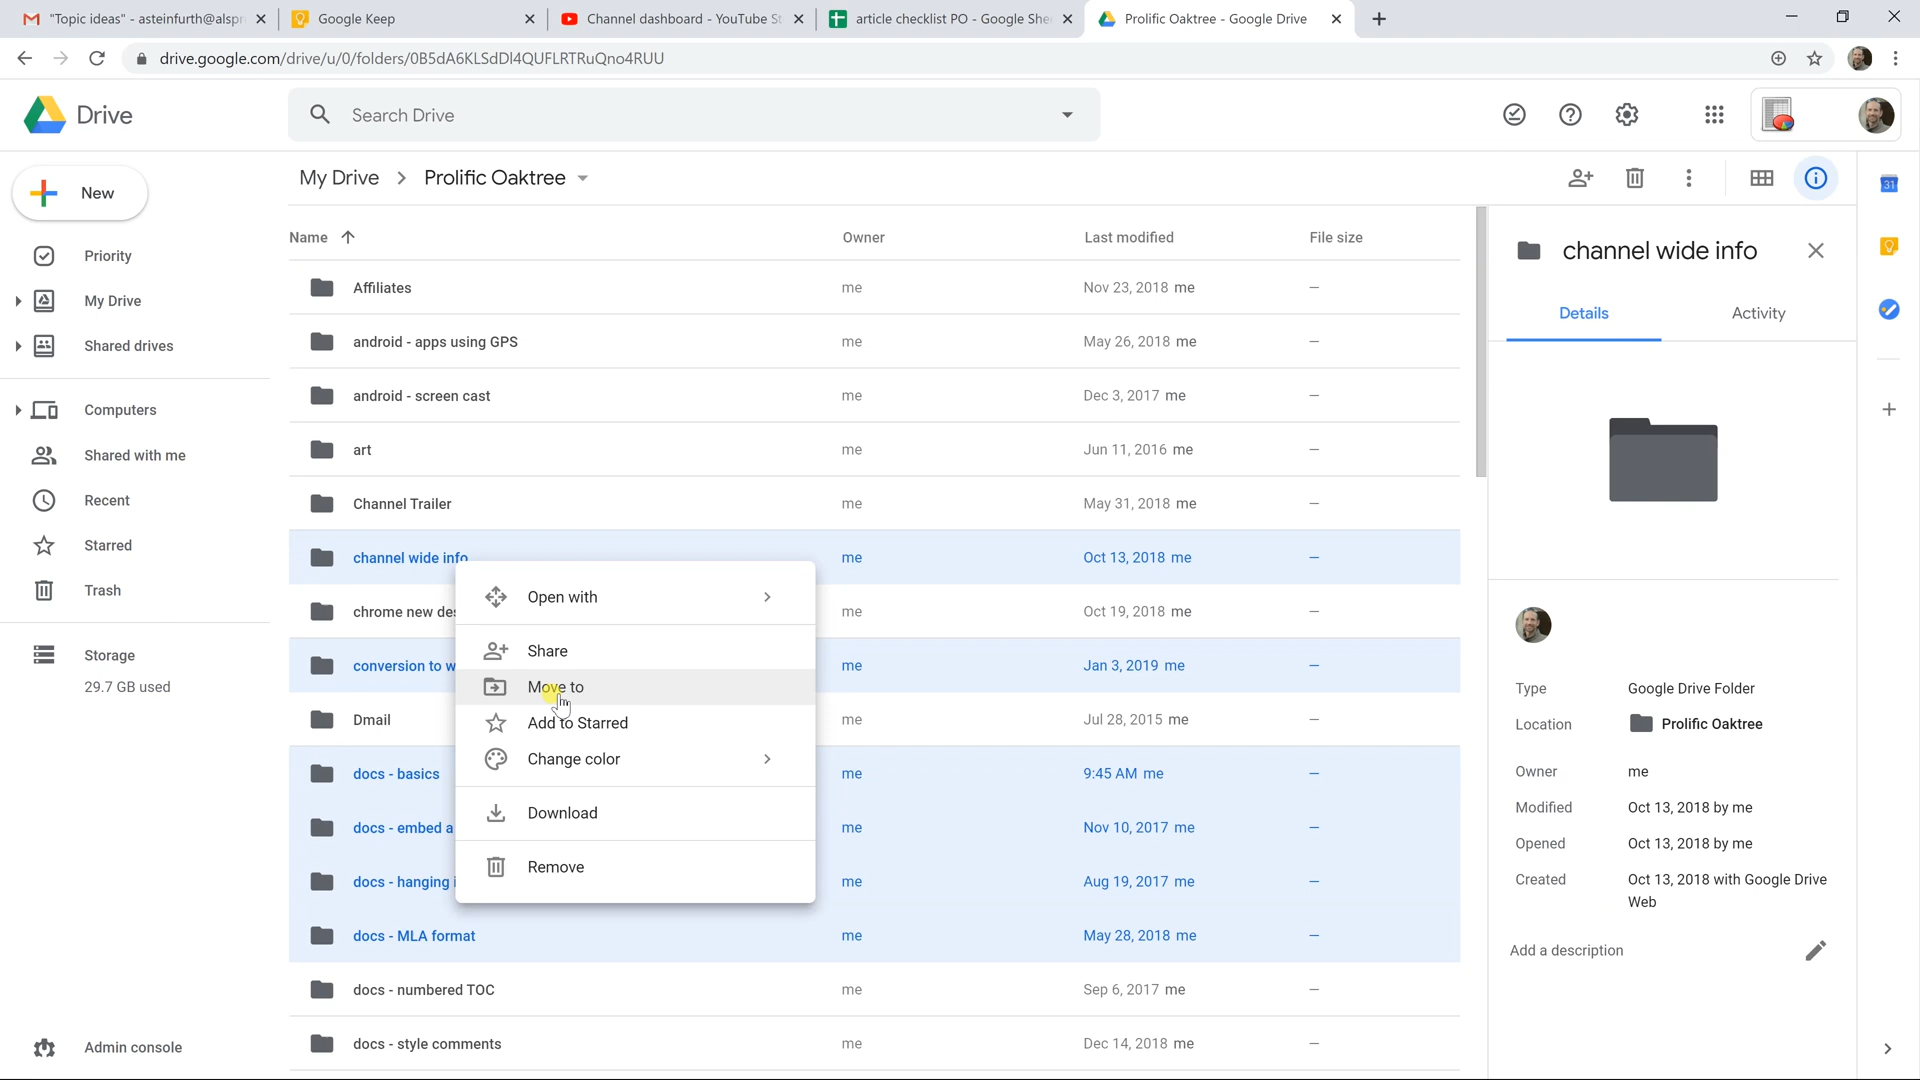 "Topic ideas" - asteinfurth@alspr
Google Keep
Channel dashboard - YouTube St
article checklist PO - Google She
Prolific Oaktree - Google Drive
drive.google.com/drive/u/0/folders/0B5dA6KLSdDl4QUFLRTRuQno4RUU
Drive
Search Drive
New
My Drive > Prolific Oaktree
31
Priority
My Drive
Shared drives
Computers
Shared with me
Recent
Starred
Trash
Storage
29.7 GB used
Admin console
Name Owner Last modified File size
Affiliates me Nov 23, 2018 me –
android - apps using GPS me May 26, 2018 me –
android - screen cast me Dec 3, 2017 me –
art me Jun 11, 2016 me –
Channel Trailer me May 31, 2018 me –
channel wide info me Oct 13, 2018 me –
chrome new des me Oct 19, 2018 me –
conversion to w me Jan 3, 2019 me –
Dmail me Jul 28, 2015 me –
docs - basics me 9:45 AM me –
docs - embed a me Nov 10, 2017 me –
docs - hanging i me Aug 19, 2017 me –
docs - MLA format me May 28, 2018 me –
docs - numbered TOC me Sep 6, 2017 me –
docs - style comments me Dec 14, 2018 me –
Open with
Share
Move to
Add to Starred
Change color
Download
Remove
channel wide info
Details Activity
Type Google Drive Folder
Location Prolific Oaktree
Owner me
Modified Oct 13, 2018 by me
Opened Oct 13, 2018 by me
Created Oct 13, 2018 with Google Drive
Web
Add a description